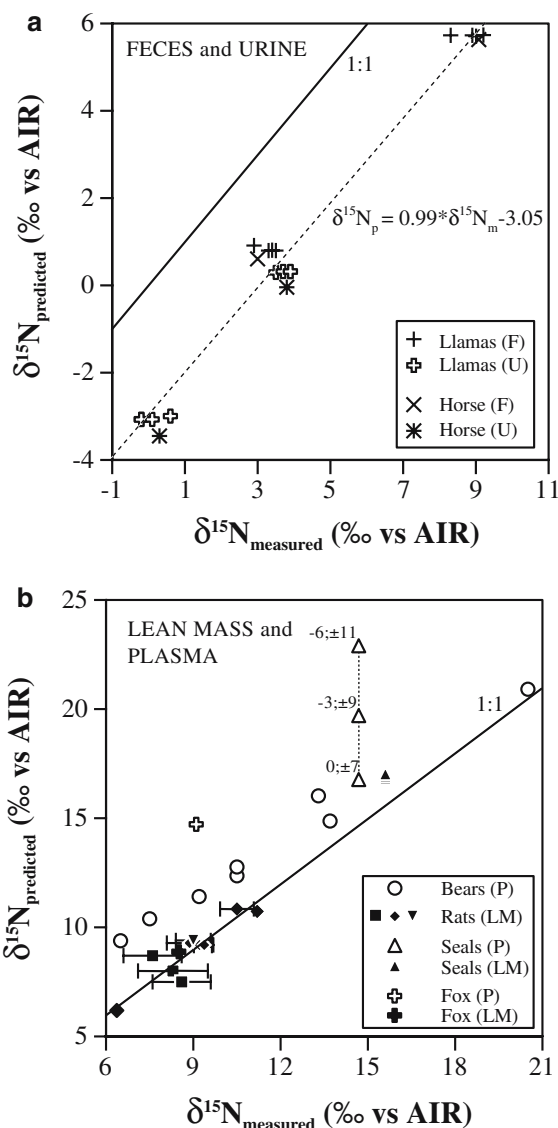 a
6
4
2
0
-2
-4
-1
1
3
5
7
9
11
FECES and URINE
1:1
δ¹⁵Nₚ = 0.99*δ¹⁵Nₘ-3.05
Llamas (F)
Llamas (U)
Horse (F)
Horse (U)
δ¹⁵Npredicted (‰ vs AIR)
δ¹⁵Nmeasured (‰ vs AIR)
b
25
20
15
10
5
6
9
12
15
18
21
LEAN MASS and
PLASMA
-6;±11
-3;±9
0;±7
1:1
Bears (P)
Rats (LM)
Seals (P)
Seals (LM)
Fox (P)
Fox (LM)
δ¹⁵Npredicted (‰ vs AIR)
δ¹⁵Nmeasured (‰ vs AIR)